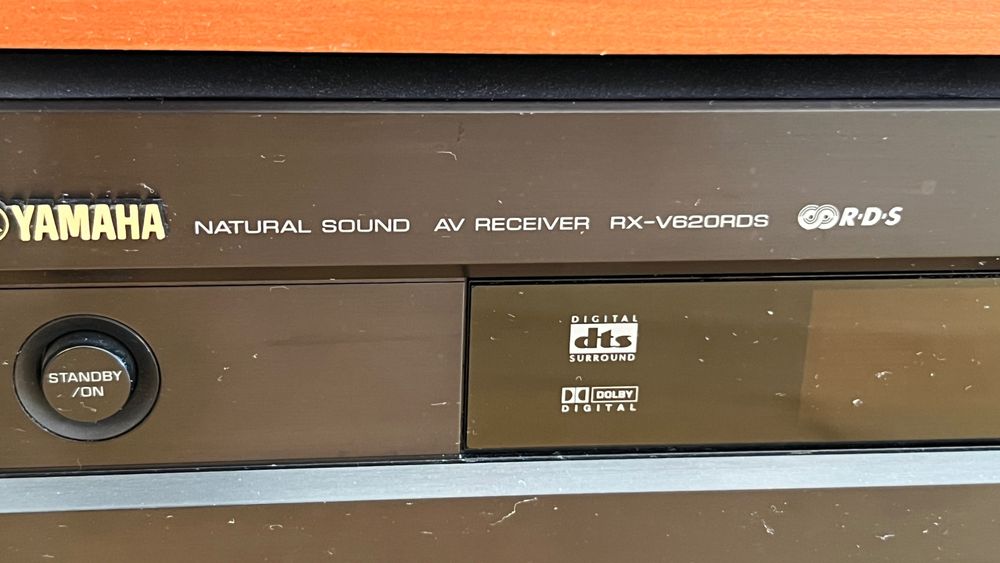 YAMAHA NATURAL SOUND AV RECEIVER RX-V620RDS R·D·S
STANDBY
/ON
DIGITAL
dts
SURROUND
DOLBY
DIGITAL